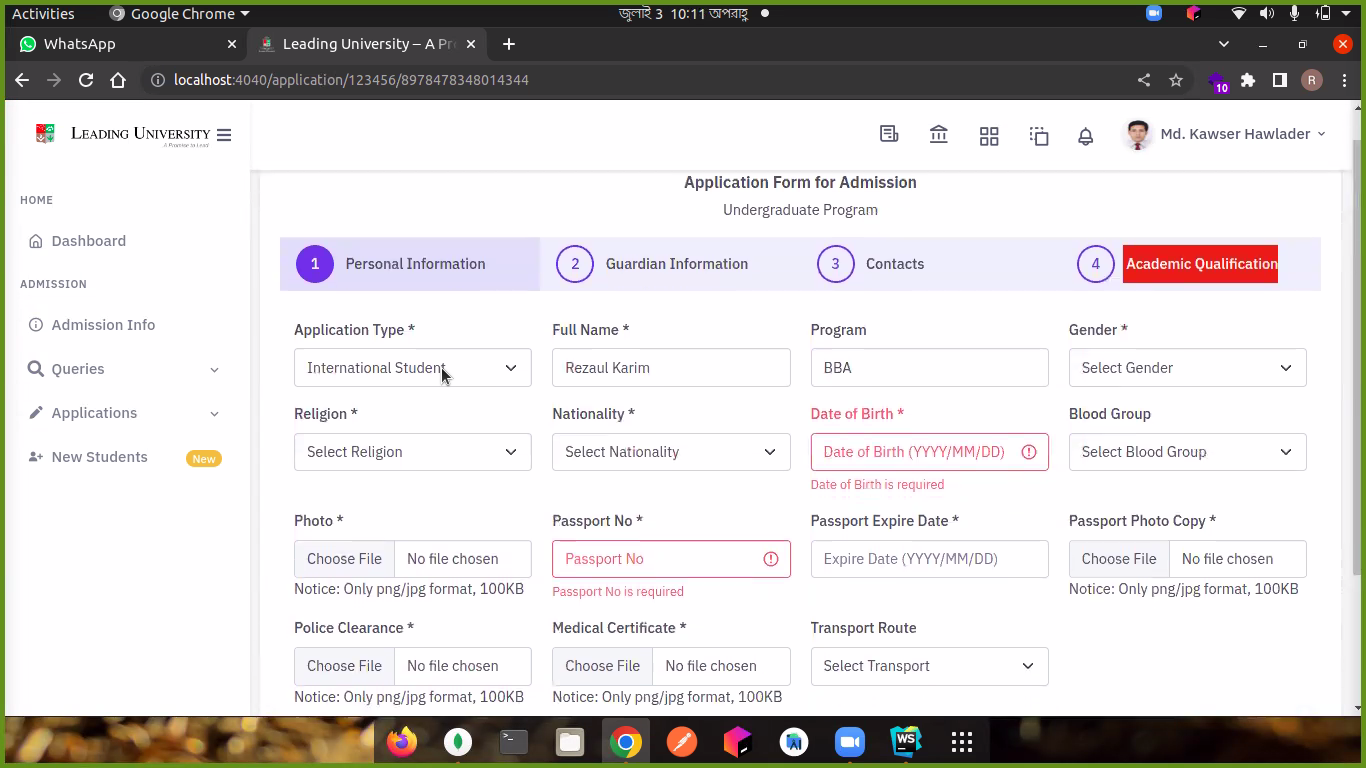 Activities
Google Chrome
জুলাই 3 10:11 অপরাহ্ণ
WhatsApp
Leading University – A Pr
localhost:4040/application/123456/8978478348014344
10
R
LEADING UNIVERSITY
A Promise to Lead
Md. Kawser Hawlader
HOME
Dashboard
ADMISSION
Admission Info
Queries
Applications
New Students New
Application Form for Admission
Undergraduate Program
1 Personal Information
2 Guardian Information
3 Contacts
4 Academic Qualification
Application Type * Full Name * Program Gender *
International Student Rezaul Karim BBA Select Gender
Religion * Nationality * Date of Birth * Blood Group
Select Religion Select Nationality Date of Birth (YYYY/MM/DD) Select Blood Group
Date of Birth is required
Photo * Passport No * Passport Expire Date * Passport Photo Copy *
Choose File No file chosen Passport No Expire Date (YYYY/MM/DD) Choose File No file chosen
Notice: Only png/jpg format, 100KB Passport No is required Notice: Only png/jpg format, 100KB
Police Clearance * Medical Certificate * Transport Route
Choose File No file chosen Choose File No file chosen Select Transport
Notice: Only png/jpg format, 100KB Notice: Only png/jpg format, 100KB
WS